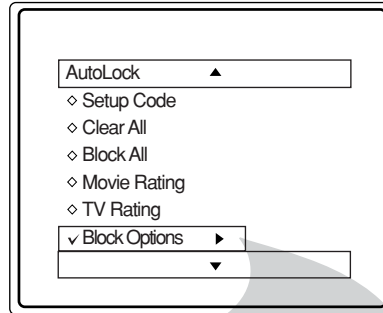 AutoLock ▲
◇ Setup Code
◇ Clear All
◇ Block All
◇ Movie Rating
◇ TV Rating
✓ Block Options ▶
▼